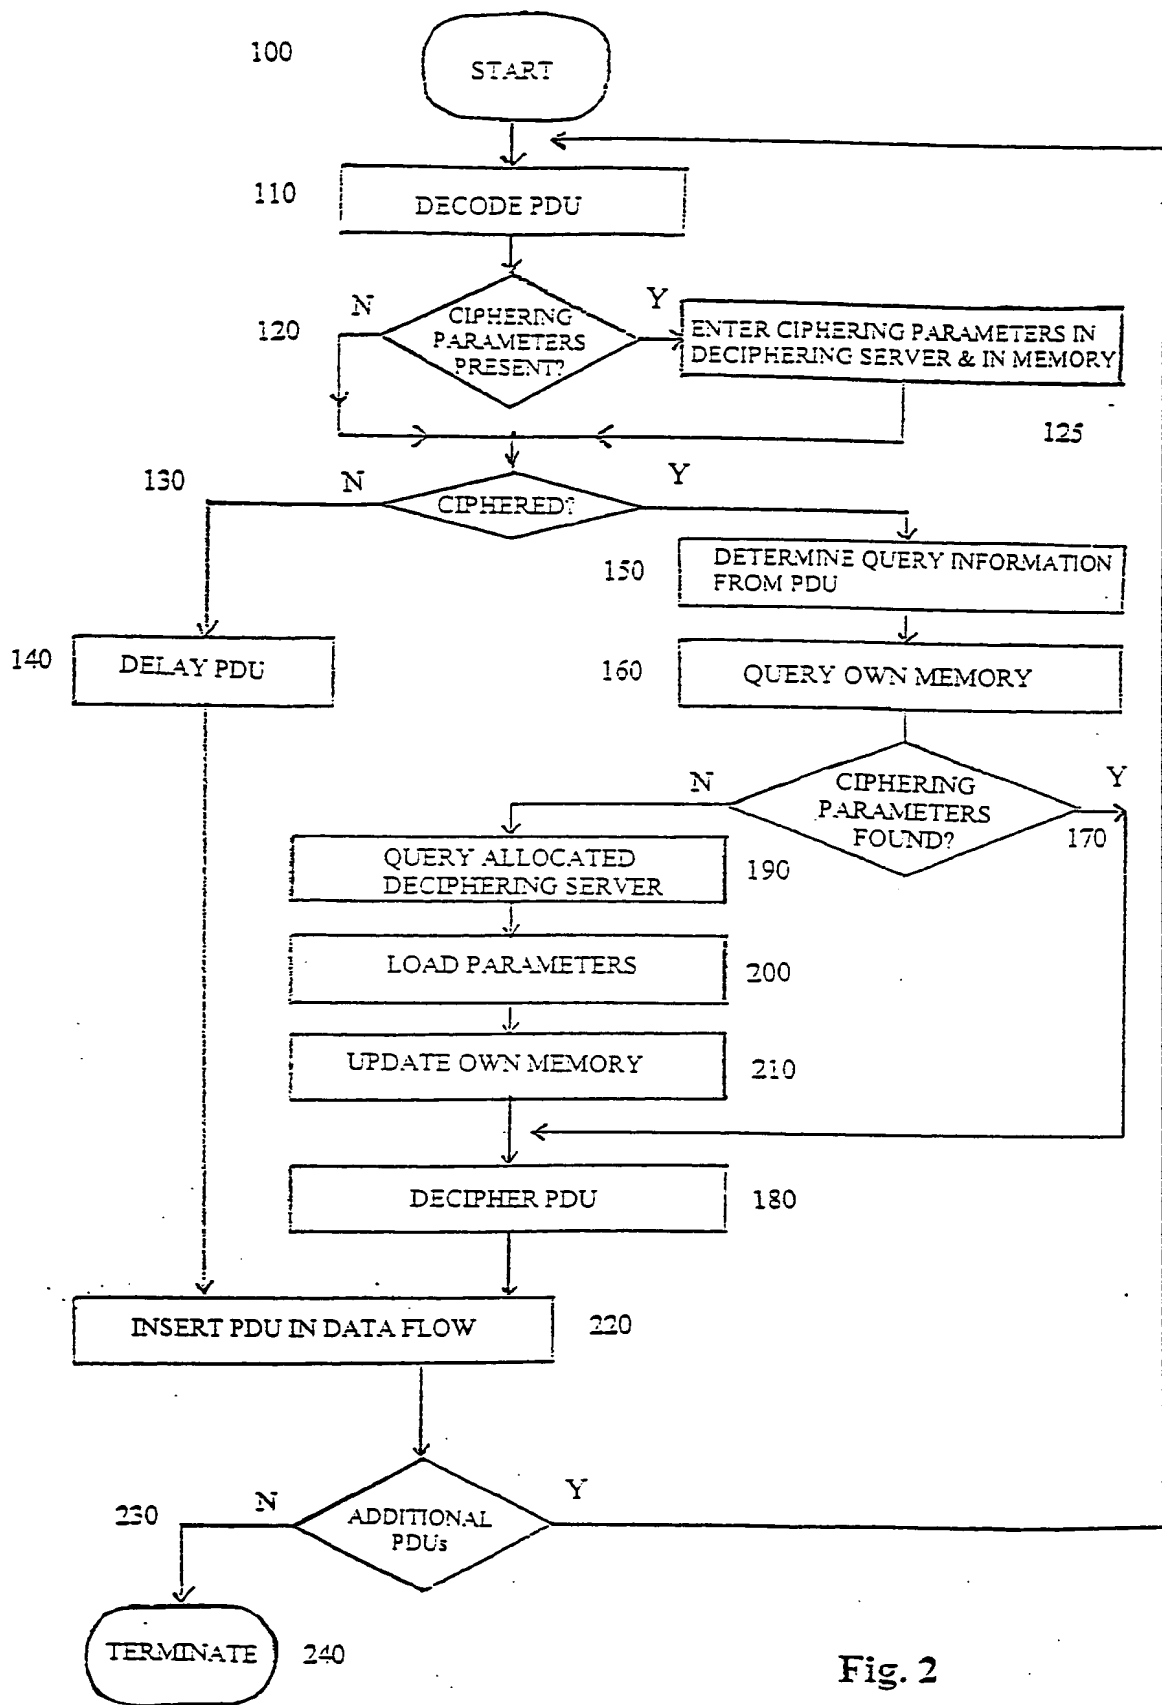 100
START
110
DECODE PDU
N
Y
120
CIPHERING
PARAMETERS
PRESENT?
ENTER CIPHERING PARAMETERS IN
DECIPHERING SERVER & IN MEMORY
125
130
N
Y
CIPHERED?
150
DETERMINE QUERY INFORMATION
FROM PDU
140
DELAY PDU
160
QUERY OWN MEMORY
N
Y
CIPHERING
PARAMETERS
FOUND?
170
QUERY ALLOCATED
DECIPHERING SERVER
190
LOAD PARAMETERS
200
UPDATE OWN MEMORY
210
DECIPHER PDU
180
INSERT PDU IN DATA FLOW
220
N
Y
230
ADDITIONAL
PDUs
TERMINATE
240
Fig. 2